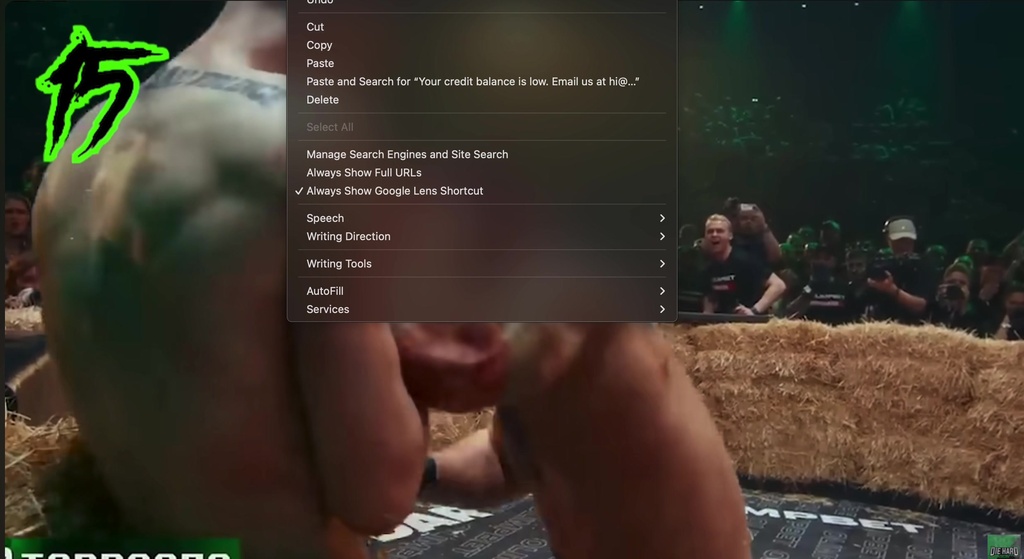 Undo
Cut
Copy
Paste
Paste and Search for “Your credit balance is low. Email us at hi@...”
Delete
Select All
Manage Search Engines and Site Search
Always Show Full URLs
✓ Always Show Google Lens Shortcut
Speech
Writing Direction
Writing Tools
AutoFill
Services
DIE HARD